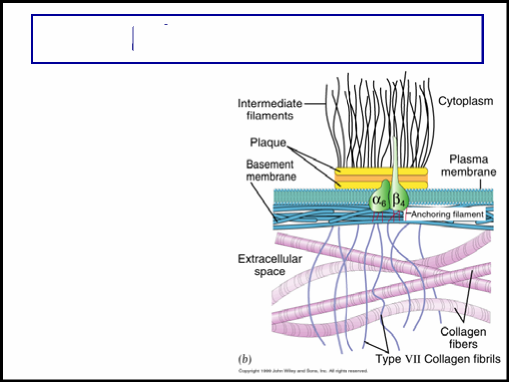 Intermediate
filaments
Cytoplasm
Plaque
Basement
membrane
Plasma
membrane
α6 β4
Anchoring filament
Extracellular
space
Collagen
fibers
Type VII Collagen fibrils
(b)
Copyright 1999 John Wiley and Sons, Inc. All rights reserved.